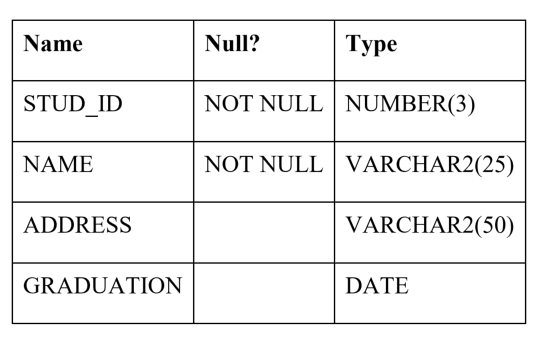 Name Null? Type
STUD_ID NOT NULL NUMBER(3)
NAME NOT NULL VARCHAR2(25)
ADDRESS VARCHAR2(50)
GRADUATION DATE